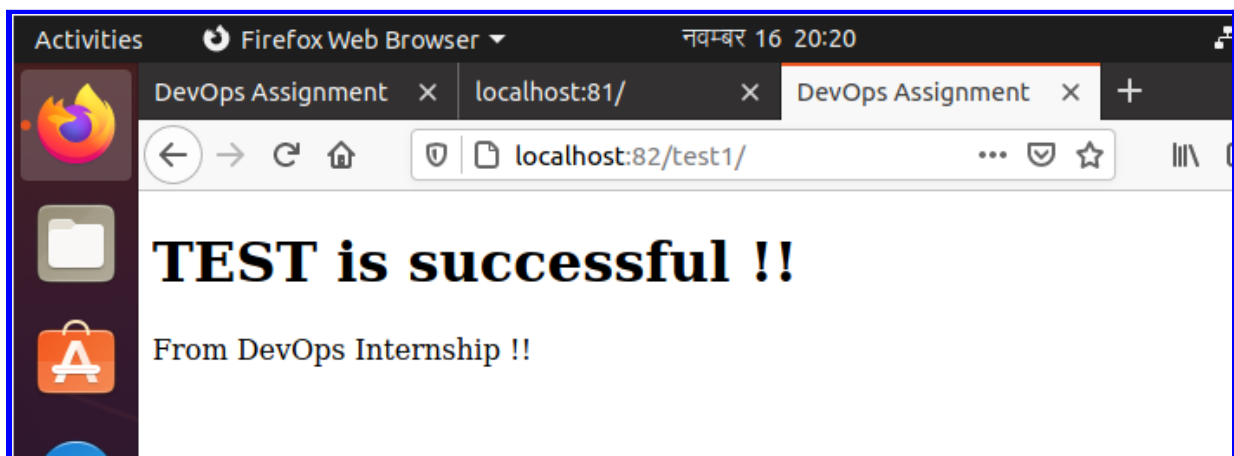 Activities Firefox Web Browser नवम्बर 16 20:20
DevOps Assignment localhost:81/ DevOps Assignment
localhost:82/test1/
TEST is successful !!
From DevOps Internship !!